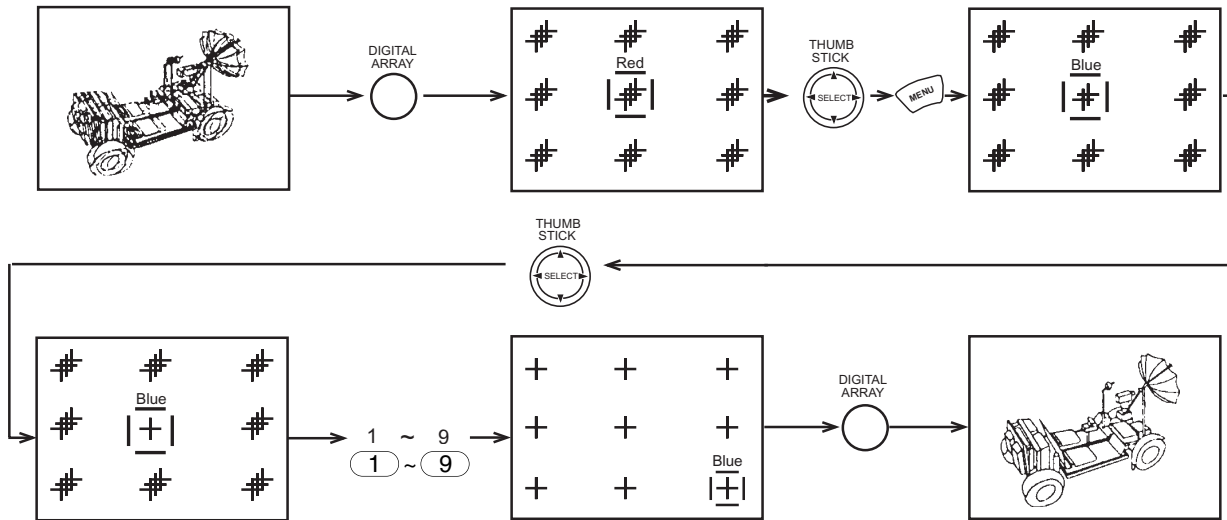 DIGITAL
ARRAY
Red
THUMB
STICK
SELECT
MENU
Blue
THUMB
STICK
SELECT
Blue
1 ~ 9
1 ~ 9
Blue
DIGITAL
ARRAY